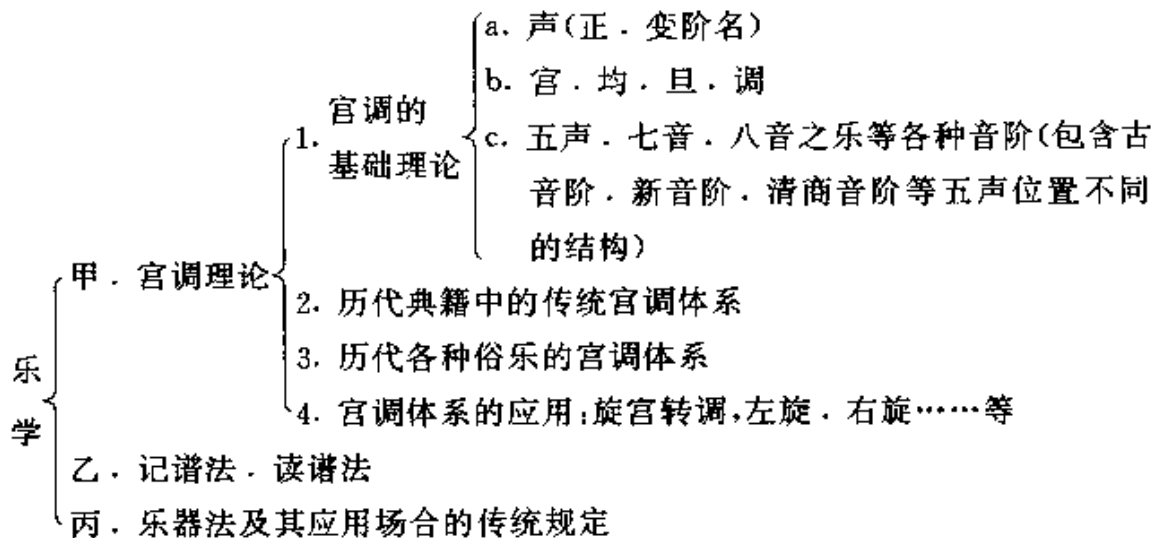 a. 声(正．变阶名)
b. 宫．均．旦．调
宫调的
1.
基础理论
c. 五声．七音．八音之乐等各种音阶(包含古
音阶．新音阶．清商音阶等五声位置不同
的结构)
甲．宫调理论
2. 历代典籍中的传统宫调体系
3. 历代各种俗乐的宫调体系
4. 宫调体系的应用:旋宫转调,左旋．右旋……等
乐
学
乙．记谱法．读谱法
丙．乐器法及其应用场合的传统规定